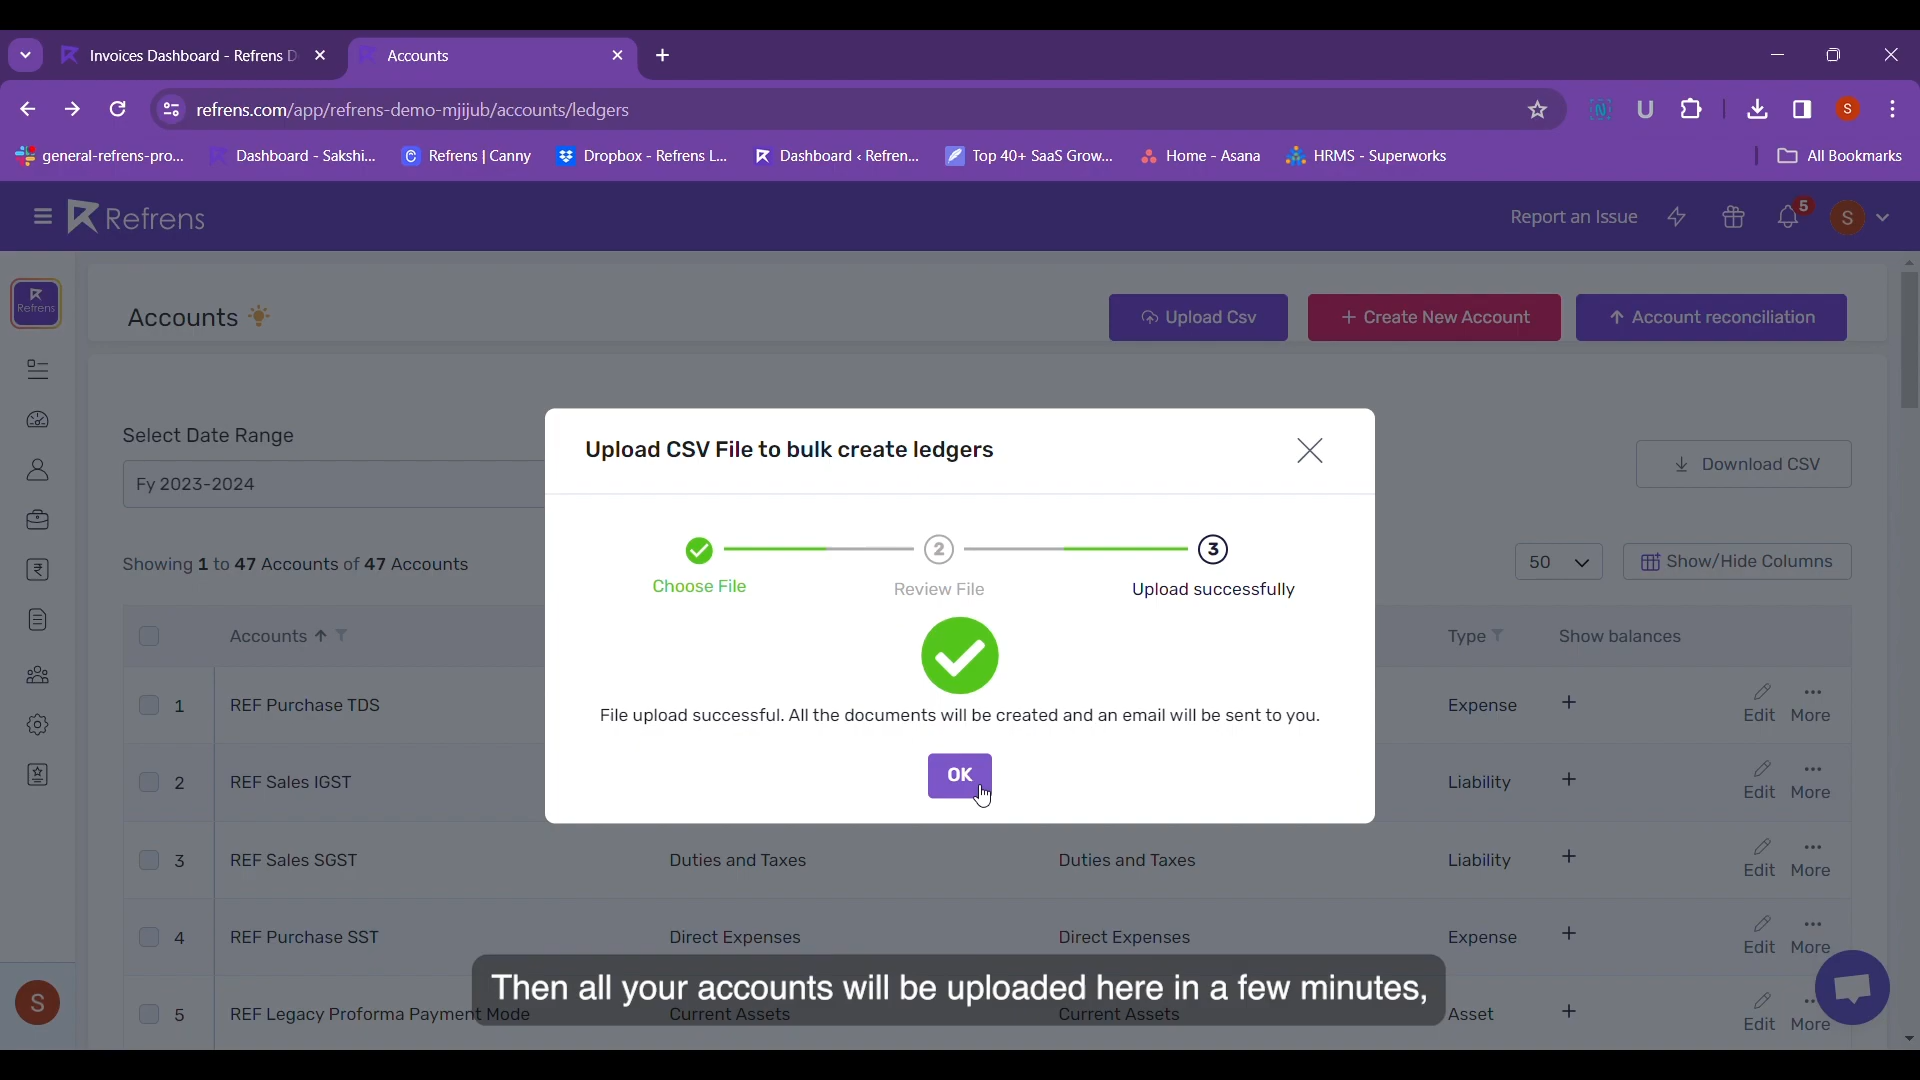 Invoices Dashboard - Refrens D
Accounts
refrens.com/app/refrens-demo-mjijub/accounts/ledgers
general-refrens-pro...
Dashboard - Sakshi...
Refrens | Canny
Dropbox - Refrens L...
Dashboard ‹ Refren...
Top 40+ SaaS Grow...
Home - Asana
HRMS - Superworks
All Bookmarks
Refrens
Report an Issue
5
S
Refrens
Accounts
Upload Csv
+ Create New Account
Account reconciliation
Select Date Range
Fy 2023-2024
Download CSV
Showing 1 to 47 Accounts of 47 Accounts
50
Show/Hide Columns
Upload CSV File to bulk create ledgers
2
3
Choose File
Review File
Upload successfully
File upload successful. All the documents will be created and an email will be sent to you.
OK
Accounts
Type
Show balances
1 REF Purchase TDS Expense + Edit More
2 REF Sales IGST Liability + Edit More
3 REF Sales SGST Duties and Taxes Duties and Taxes Liability + Edit More
4 REF Purchase SST Direct Expenses Direct Expenses Expense + Edit More
5 REF Legacy Proforma Payment Mode Current Assets Current Assets Asset + Edit More
Then all your accounts will be uploaded here in a few minutes,
S